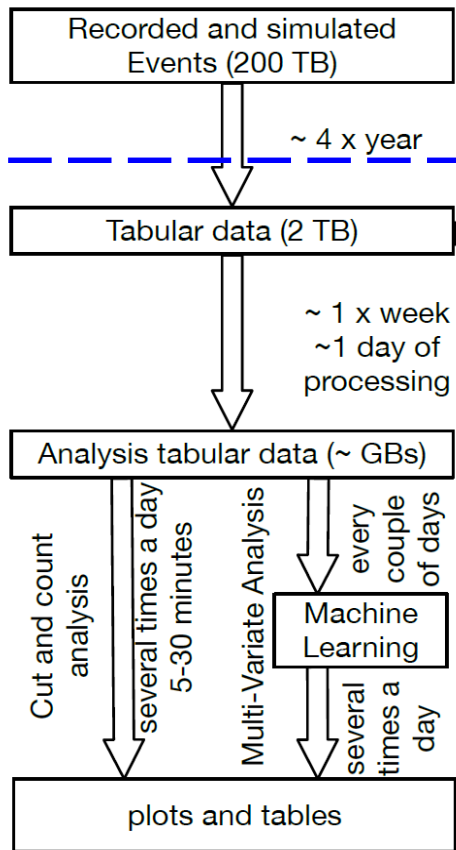 Recorded and simulated
Events (200 TB)
~ 4 x year
Tabular data (2 TB)
~ 1 x week
~1 day of
processing
Analysis tabular data (~ GBs)
Cut and count
analysis
several times a day
5-30 minutes
Multi-Variate Analysis
every
couple
of days
Machine
Learning
several
times a
day
plots and tables